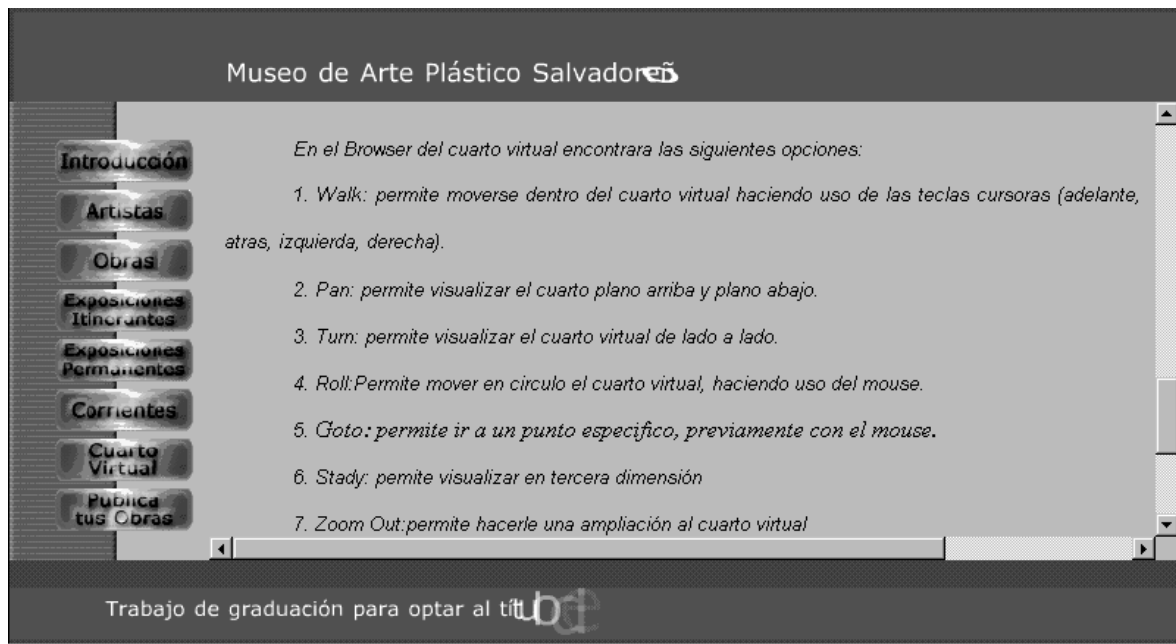 Museo de Arte Plástico Salvadoreñ
Introducción
Artistas
Obras
Exposiciones
Itinerantes
Exposiciones
Permanentes
Corrientes
Cuarto
Virtual
Publica
tus Obras
En el Browser del cuarto virtual encontrara las siguientes opciones:
1. Walk: permite moverse dentro del cuarto virtual haciendo uso de las teclas cursoras (adelante,
atras, izquierda, derecha).
2. Pan: permite visualizar el cuarto plano arriba y plano abajo.
3. Turn: permite visualizar el cuarto virtual de lado a lado.
4. Roll:Permite mover en circulo el cuarto virtual, haciendo uso del mouse.
5. Goto: permite ir a un punto especifico, previamente con el mouse.
6. Stady: pemite visualizar en tercera dimensión
7. Zoom Out:permite hacerle una ampliación al cuarto virtual
Trabajo de graduación para optar al